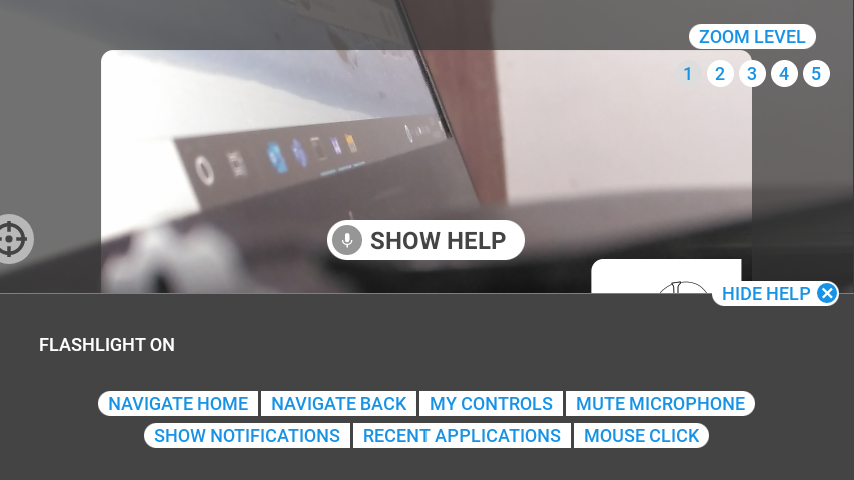 ZOOM LEVEL
1 2 3 4 5
SHOW HELP
HIDE HELP
FLASHLIGHT ON
NAVIGATE HOME NAVIGATE BACK MY CONTROLS MUTE MICROPHONE
SHOW NOTIFICATIONS RECENT APPLICATIONS MOUSE CLICK